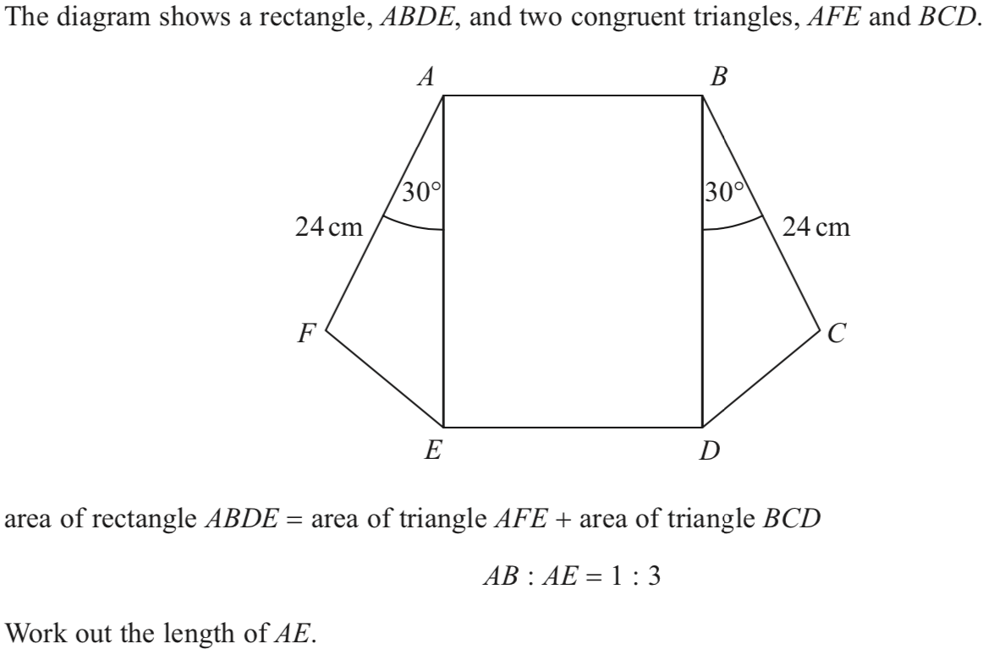 The diagram shows a rectangle, ABDE, and two congruent triangles, AFE and BCD.
A B
30° 30°
24 cm 24 cm
F C
E D
area of rectangle ABDE = area of triangle AFE + area of triangle BCD
AB : AE = 1 : 3
Work out the length of AE.